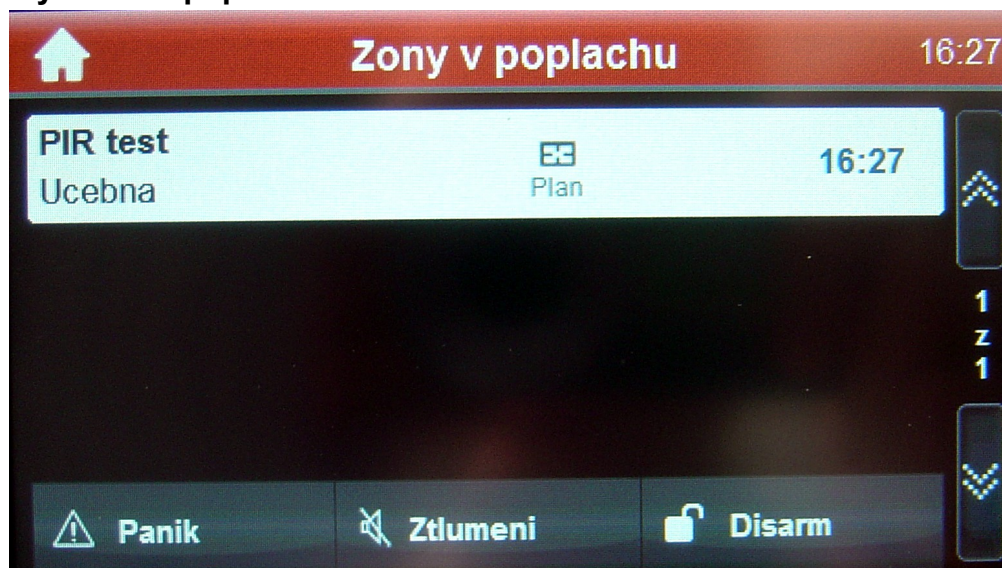 Zony v poplachu 16:27
PIR test
Ucebna
Plan
16:27
1
z
1
Panik
Ztlumeni
Disarm